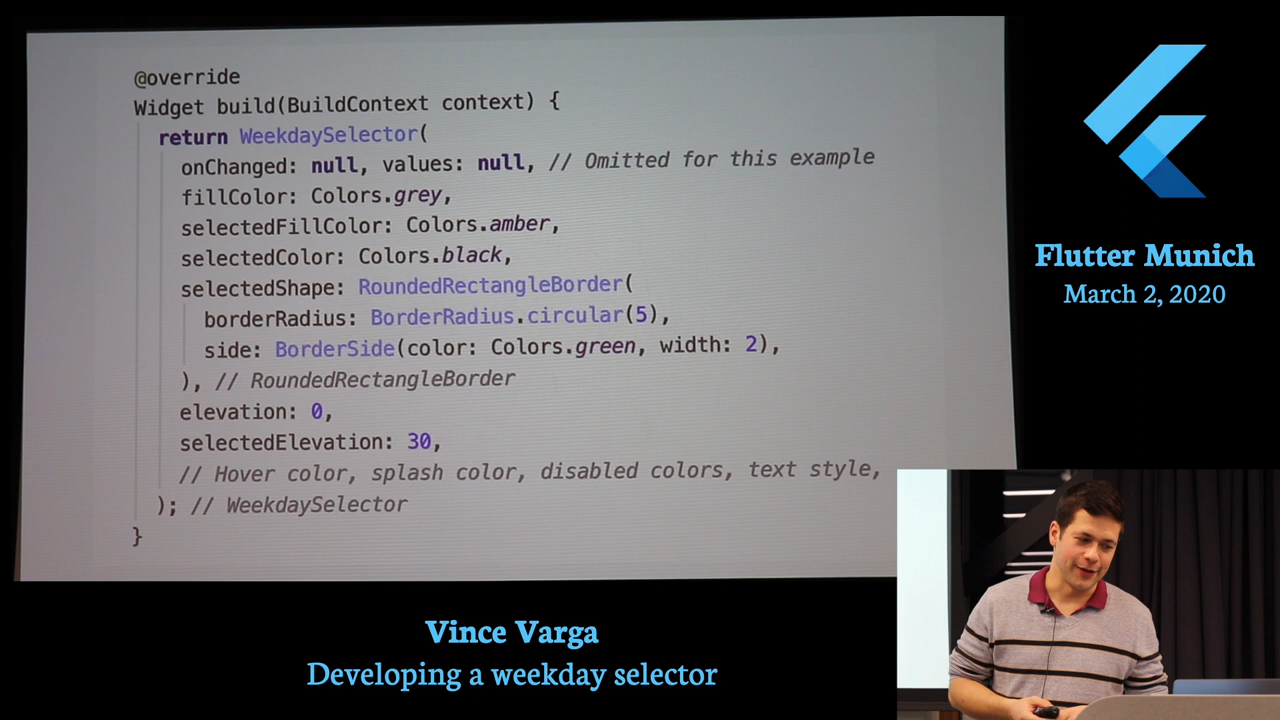 @override
Widget build(BuildContext context) {
return WeekdaySelector(
onChanged: null, values: null, // Omitted for this example
fillColor: Colors.grey,
selectedFillColor: Colors.amber,
selectedColor: Colors.black,
selectedShape: RoundedRectangleBorder(
borderRadius: BorderRadius.circular(5),
side: BorderSide(color: Colors.green, width: 2),
), // RoundedRectangleBorder
elevation: 0,
selectedElevation: 30,
// Hover color, splash color, disabled colors, text style,
); // WeekdaySelector
}
Flutter Munich
March 2, 2020
Vince Varga
Developing a weekday selector